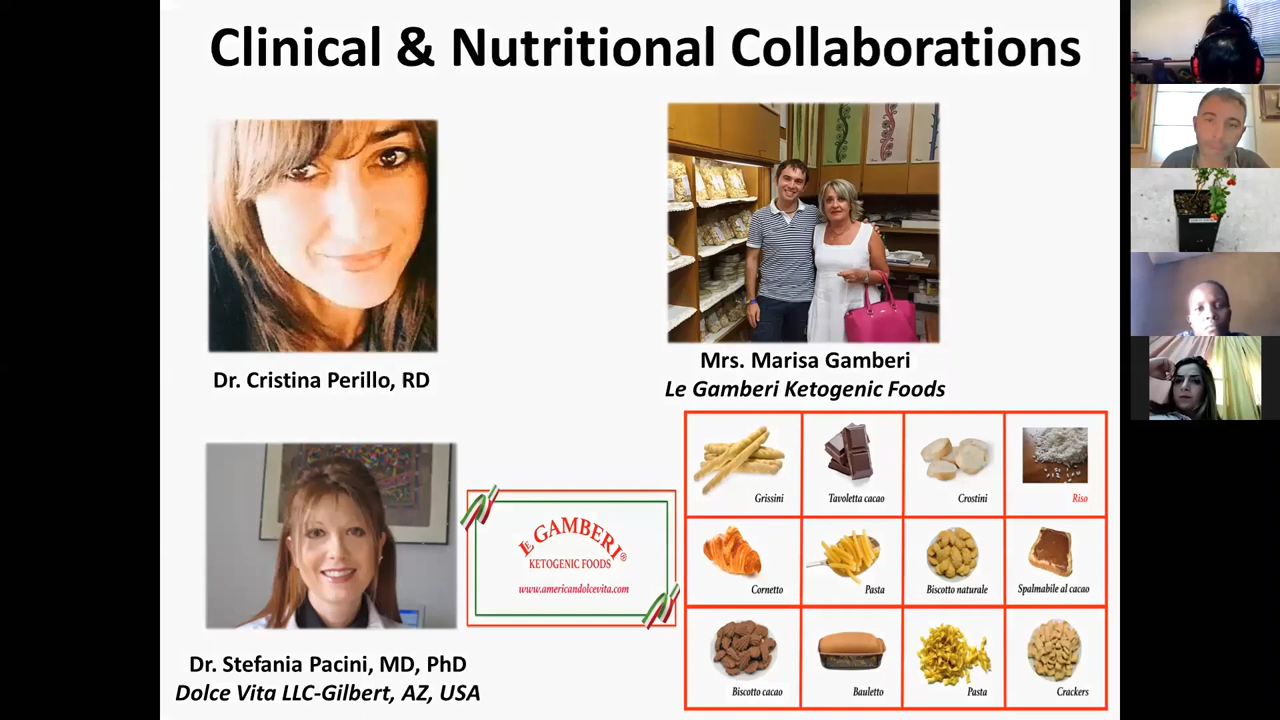 Clinical & Nutritional Collaborations
Dr. Cristina Perillo, RD
Mrs. Marisa Gamberi
Le Gamberi Ketogenic Foods
Dr. Stefania Pacini, MD, PhD
Dolce Vita LLC-Gilbert, AZ, USA
LE GAMBERI®
KETOGENIC FOODS
www.americandolcevita.com
Grissini
Tavoletta cacao
Crostini
Riso
Cornetto
Pasta
Biscotto naturale
Spalmabile al cacao
Biscotto cacao
Bauletto
Pasta
Crackers